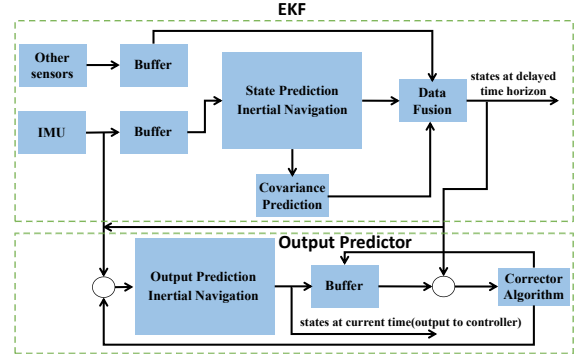 EKF
Other
sensors
Buffer
State Prediction
Inertial Navigation
Data
Fusion
states at delayed
time horizon
IMU
Buffer
Covariance
Prediction
Output Predictor
Output Prediction
Inertial Navigation
Buffer
Corrector
Algorithm
states at current time(output to controller)